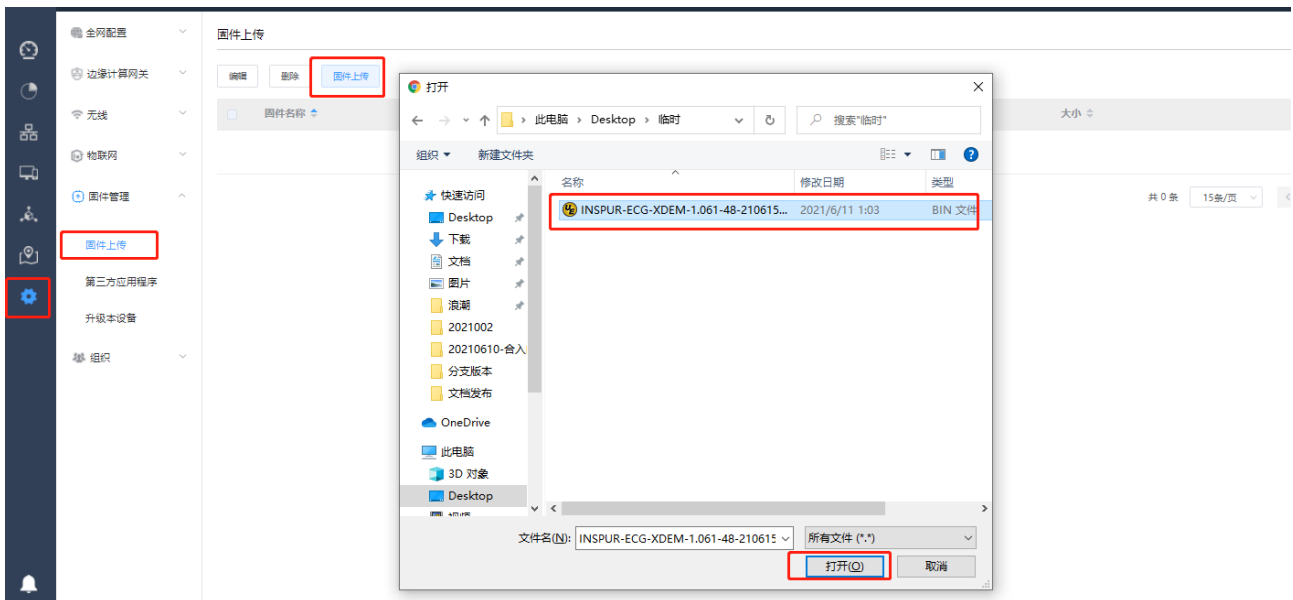 全网配置
边缘计算网关
无线
物联网
固件管理
固件上传
第三方应用程序
升级本设备
组织
固件上传
编辑 删除 固件上传
固件名称 大小
共 0 条 15条/页
打开
此电脑 › Desktop › 临时 搜索"临时"
组织 新建文件夹
名称 修改日期 类型
INSPUR-ECG-XDEM-1.061-48-210615... 2021/6/11 1:03 BIN 文件
快速访问
Desktop
下载
文档
图片
浪潮
2021002
20210610-合入
分支版本
文档发布
OneDrive
此电脑
3D 对象
Desktop
文件名(N): INSPUR-ECG-XDEM-1.061-48-210615 所有文件 (*.*)
打开(O) 取消